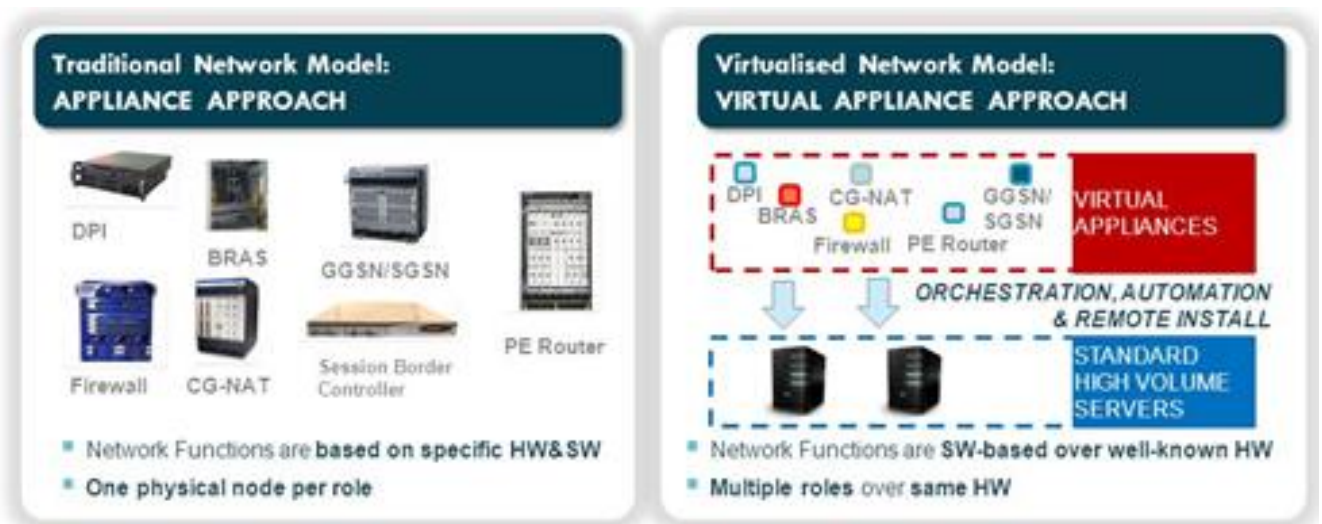 Traditional Network Model:
APPLIANCE APPROACH
DPI
BRAS
GGSN/SGSN
PE Router
Firewall
CG-NAT
Session Border
Controller
Network Functions are based on specific HW&SW
One physical node per role
Virtualised Network Model:
VIRTUAL APPLIANCE APPROACH
DPI
BRAS
CG-NAT
Firewall
PE Router
GGSN/
SGSN
VIRTUAL
APPLIANCES
ORCHESTRATION, AUTOMATION
& REMOTE INSTALL
STANDARD
HIGH VOLUME
SERVERS
Network Functions are SW-based over well-known HW
Multiple roles over same HW